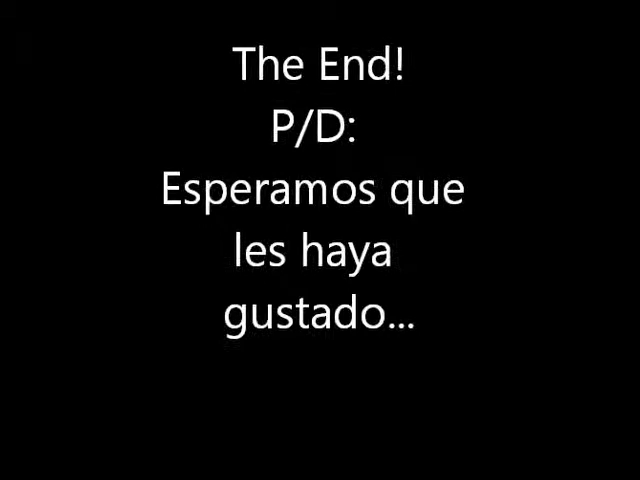 The End!
P/D:
Esperamos que
les haya
gustado...